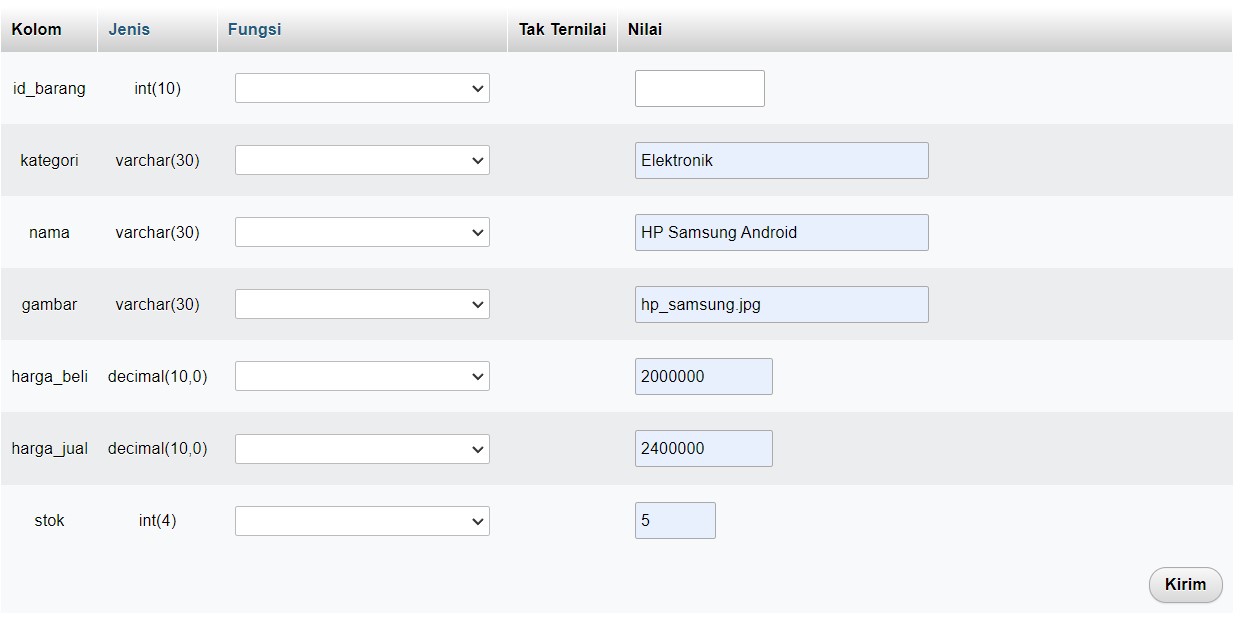 Kolom Jenis Fungsi Tak Ternilai Nilai
id_barang int(10)
kategori varchar(30) Elektronik
nama varchar(30) HP Samsung Android
gambar varchar(30) hp_samsung.jpg
harga_beli decimal(10,0) 2000000
harga_jual decimal(10,0) 2400000
stok int(4) 5
Kirim